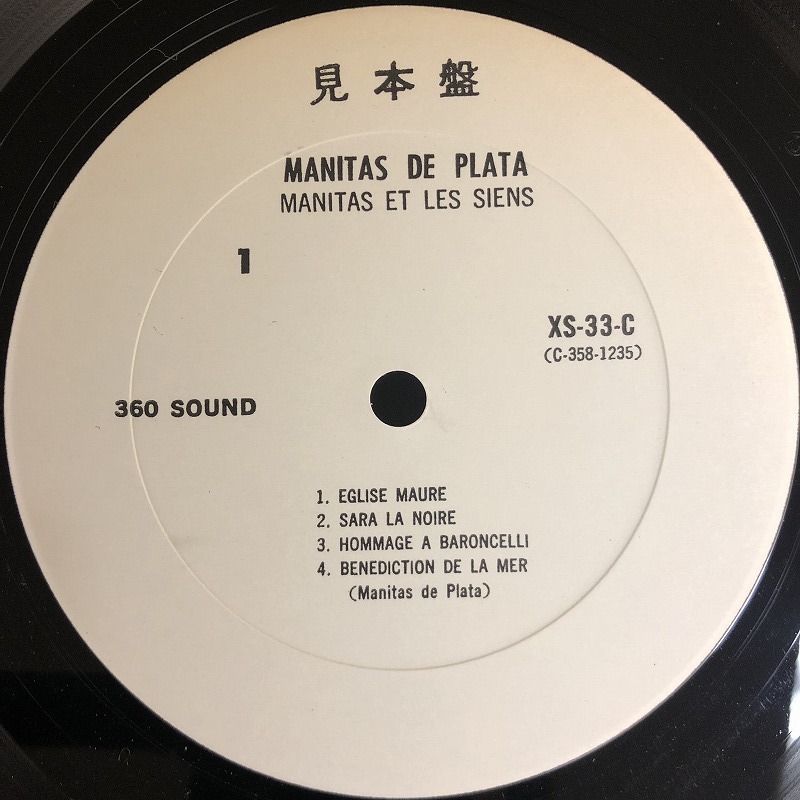 見本盤
MANITAS DE PLATA
MANITAS ET LES SIENS
1
XS-33-C
(C-358-1235)
360 SOUND
1. EGLISE MAURE
2. SARA LA NOIRE
3. HOMMAGE A BARONCELLI
4. BENEDICTION DE LA MER
(Manitas de Plata)